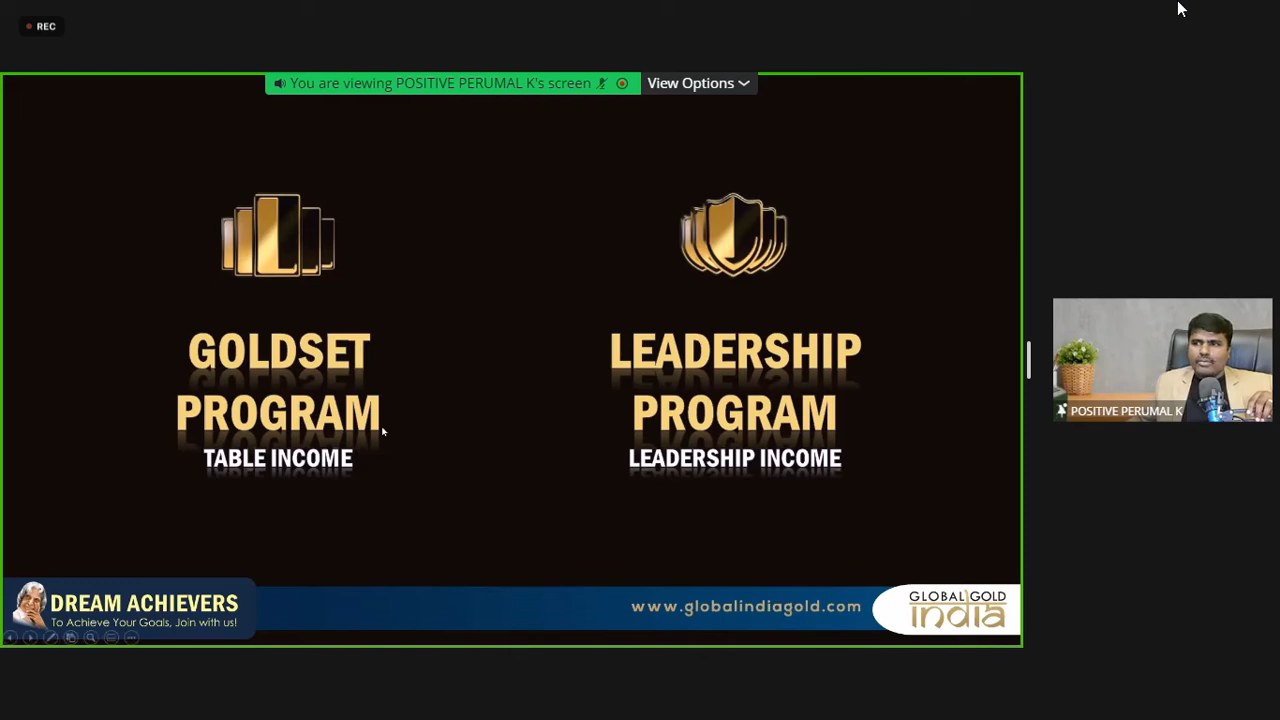 REC
You are viewing POSITIVE PERUMAL K's screen
View Options
GOLDSET
PROGRAM
TABLE INCOME
LEADERSHIP
PROGRAM
LEADERSHIP INCOME
POSITIVE PERUMAL K
DREAM ACHIEVERS
To Achieve Your Goals, Join with us!
www.globalindiagold.com
GLOBAL GOLD
india